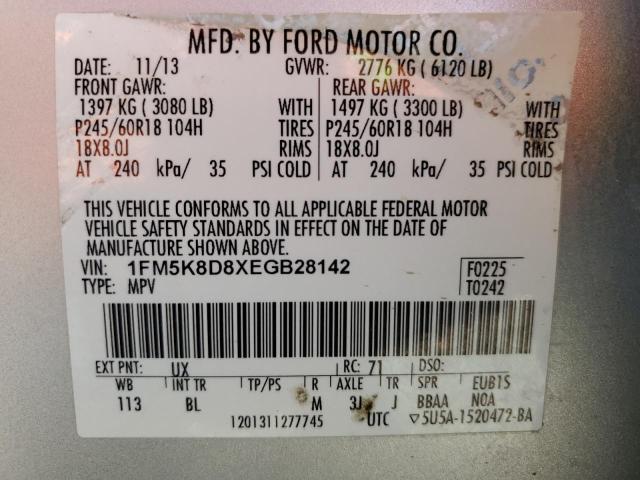 MFD. BY FORD MOTOR CO.
DATE: 11/13 GVWR: 2776 KG ( 6120 LB)
FRONT GAWR: REAR GAWR:
1397 KG ( 3080 LB) WITH 1497 KG ( 3300 LB) WITH
P245/60R18 104H TIRES P245/60R18 104H TIRES
18X8.0J RIMS 18X8.0J RIMS
AT 240 kPa/ 35 PSI COLD AT 240 kPa/ 35 PSI COLD
THIS VEHICLE CONFORMS TO ALL APPLICABLE FEDERAL MOTOR
VEHICLE SAFETY STANDARDS IN EFFECT ON THE DATE OF
MANUFACTURE SHOWN ABOVE.
VIN: 1FM5K8D8XEGB28142 F0225
TYPE: MPV T0242
EXT PNT: UX RC: 71 DSO:
WB INT TR TP/PS R AXLE TR SPR EUB1S
113 BL M 3J J BBAA N0A
1201311277745 UTC ▽5U5A-1520472-BA